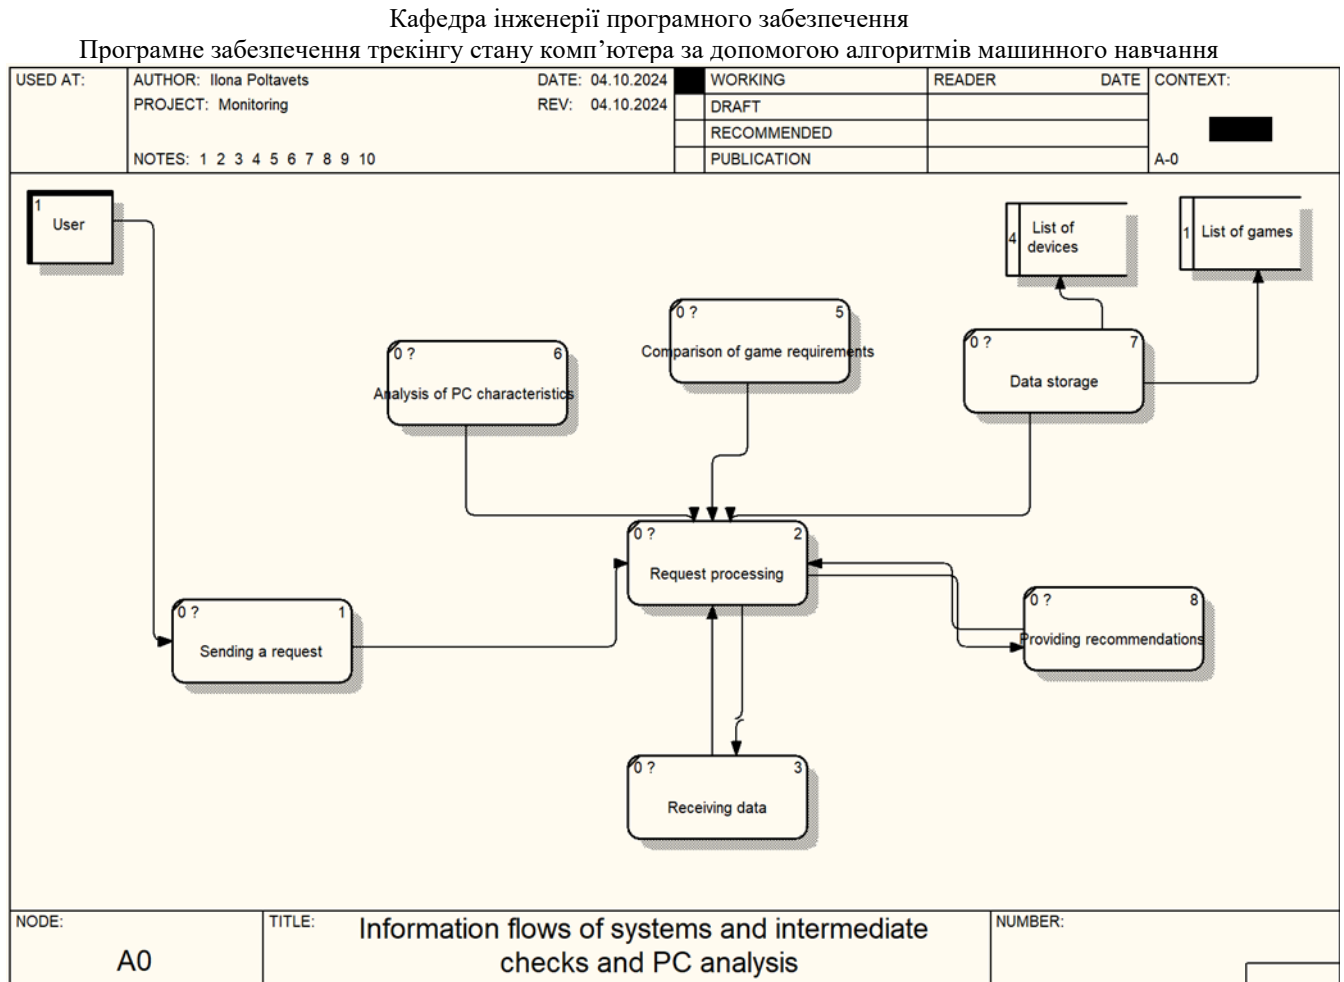 Кафедра інженерії програмного забезпечення
Програмне забезпечення трекінгу стану комп’ютера за допомогою алгоритмів машинного навчання
USED AT:
AUTHOR: Ilona Poltavets
DATE: 04.10.2024
WORKING
READER
DATE
CONTEXT:
PROJECT: Monitoring
REV: 04.10.2024
DRAFT
RECOMMENDED
NOTES: 1 2 3 4 5 6 7 8 9 10
PUBLICATION
A-0
1
User
4
List of
devices
1
List of games
0 ?
5
Comparison of game requirements
0 ?
7
Data storage
0 ?
6
Analysis of PC characteristics
0 ?
2
Request processing
0 ?
1
Sending a request
0 ?
8
Providing recommendations
0 ?
3
Receiving data
NODE:
A0
TITLE:
Information flows of systems and intermediate
checks and PC analysis
NUMBER: